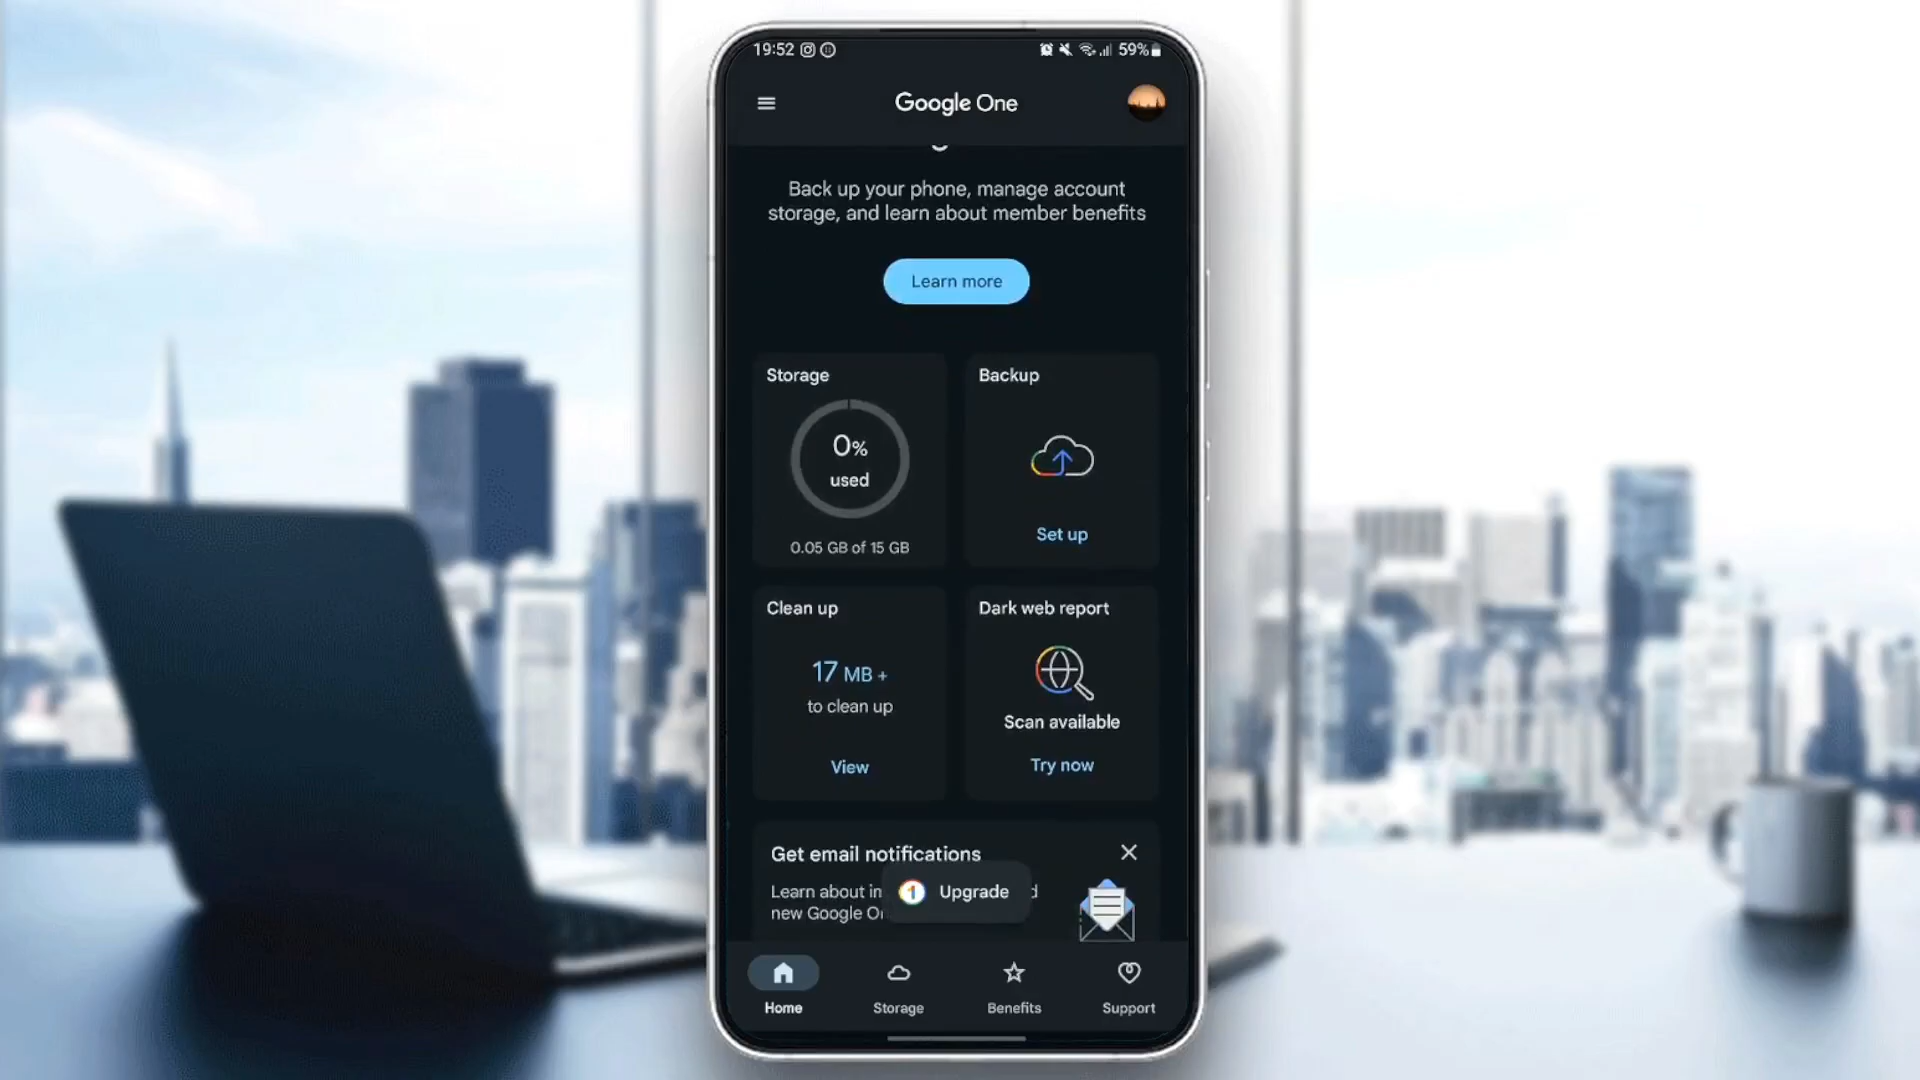 19:52 59%
Google One
Back up your phone, manage account
storage, and learn about member benefits
Learn more
Storage
0% used
0.05 GB of 15 GB
Backup
Set up
Clean up
17 MB +
to clean up
View
Dark web report
Scan available
Try now
Get email notifications
Learn about in d
new Google O
1 Upgrade
Home Storage Benefits Support